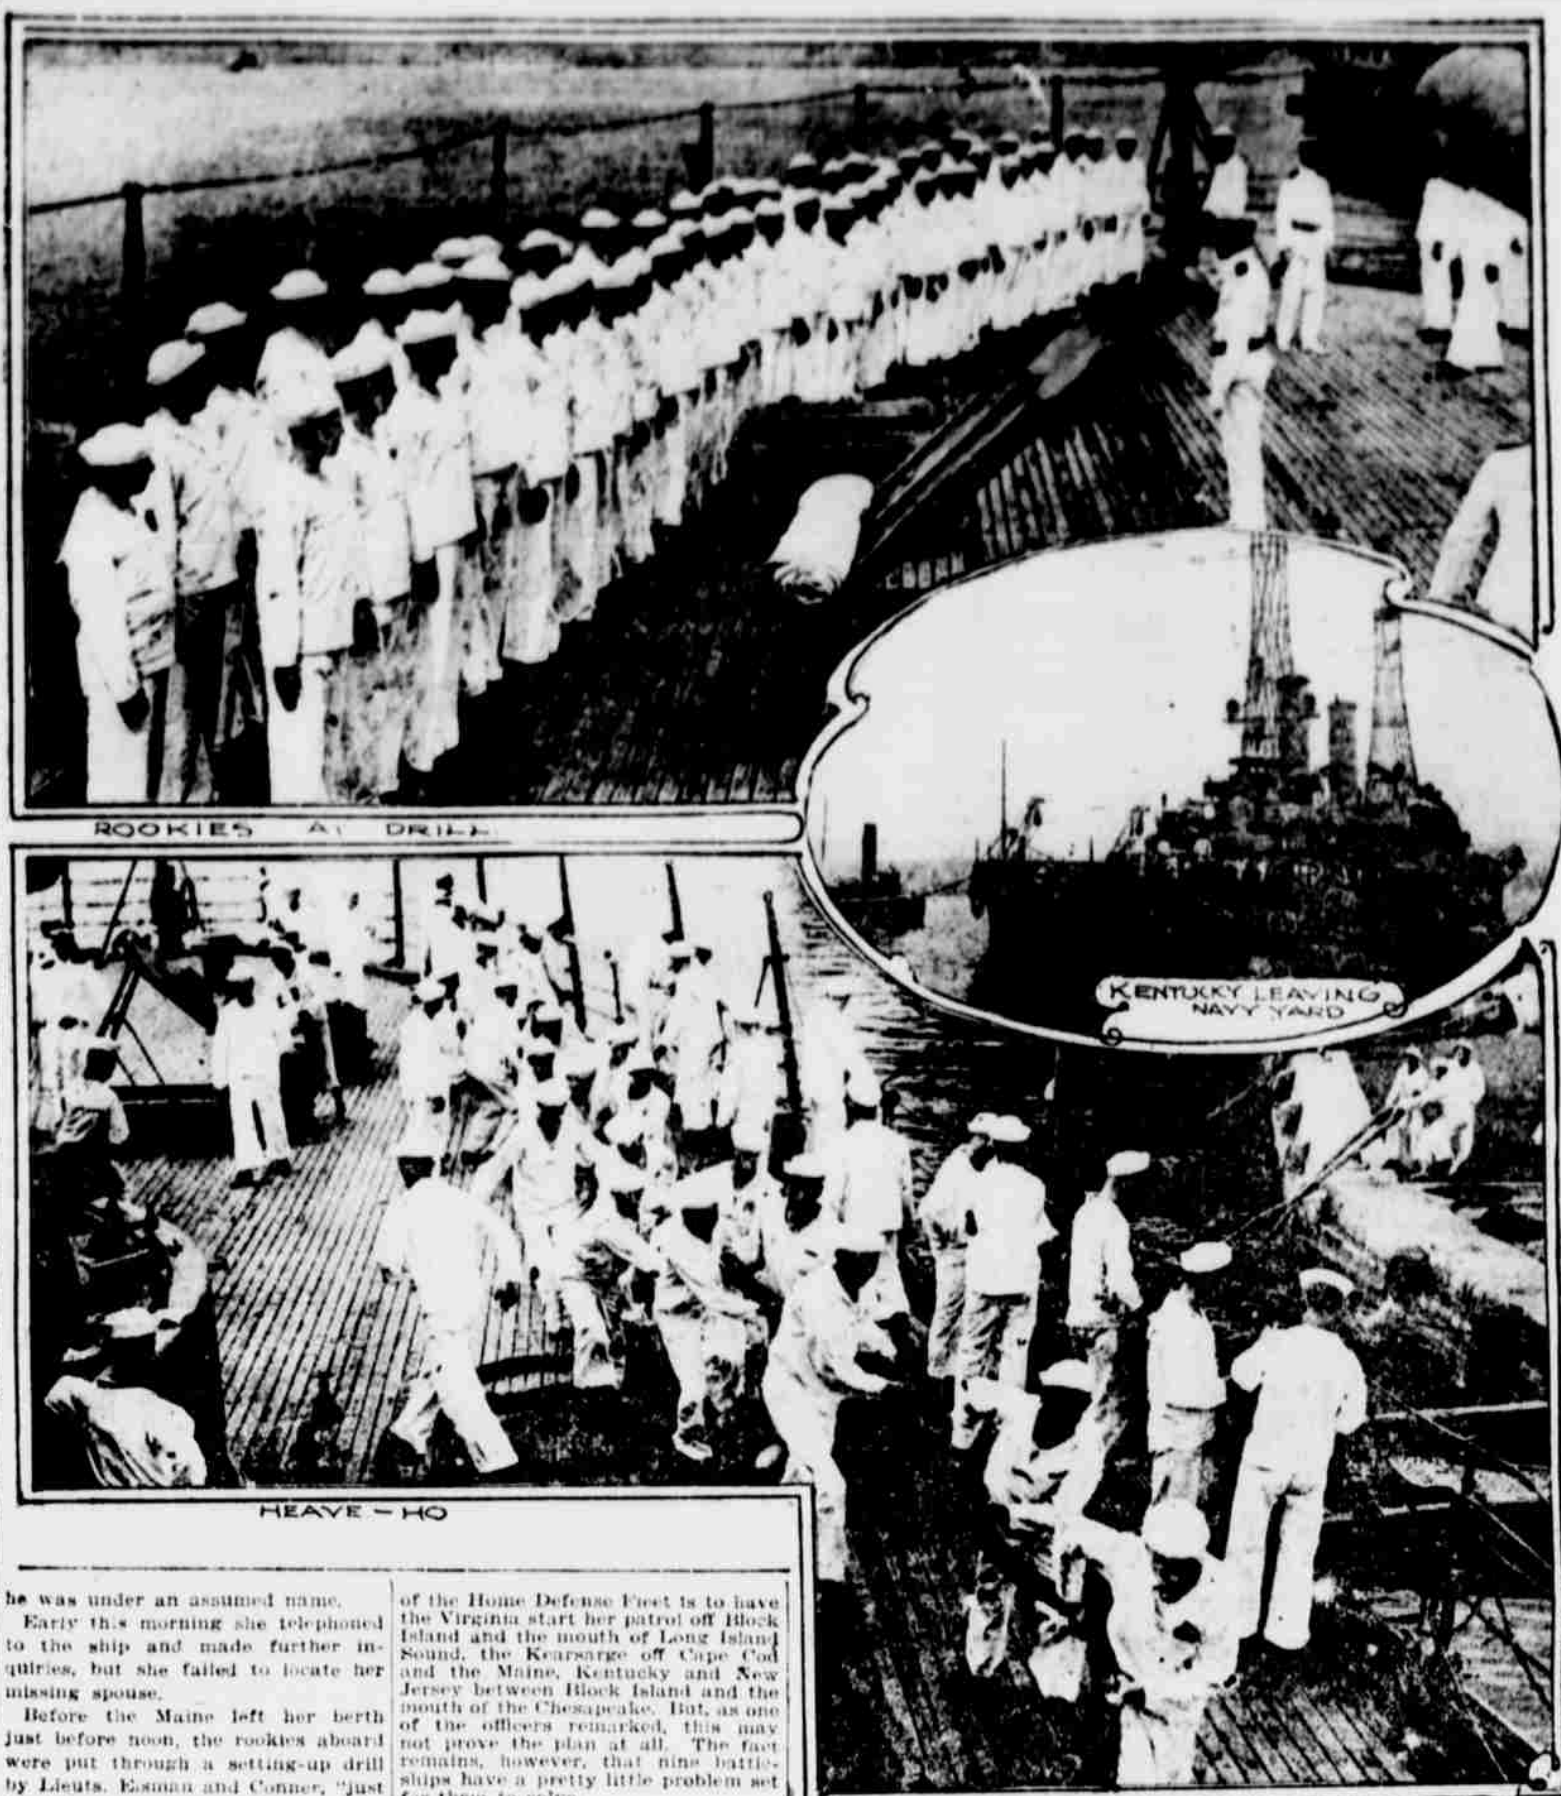 ROOKIES AT DRILL
KENTUCKY LEAVING
NAVY YARD
HEAVE - HO
he was under an assumed name.
Early this morning she telephoned
to the ship and made further in-
quiries, but she failed to locate her
missing spouse.
Before the Maine left her berth
just before noon, the rookies aboard
were put through a setting-up drill
by Lieuts. Easman and Conner, "just
of the Home Defense Fleet is to have
the Virginia start her patrol off Block
Island and the mouth of Long Island
Sound, the Kearsarge off Cape Cod
and the Maine, Kentucky and New
Jersey between Block Island and the
mouth of the Chesapeake. But, as one
of the officers remarked, this may
not prove the plan at all. The fact
remains, however, that nine battle-
ships have a pretty little problem set